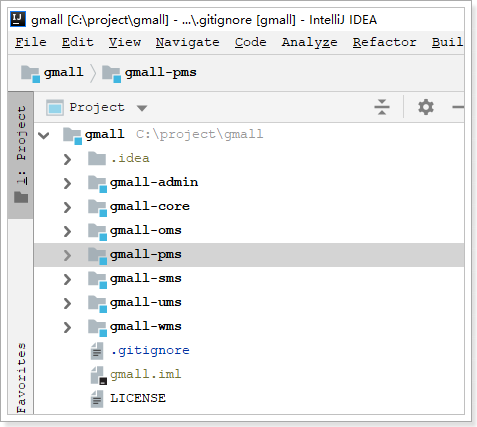 gmall [C:\project\gmall] - ...\.gitignore [gmall] - IntelliJ IDEA
File Edit View Navigate Code Analyze Refactor Buil
gmall gmall-pms
1: Project
Project
gmall C:\project\gmall
.idea
gmall-admin
gmall-core
gmall-oms
gmall-pms
gmall-sms
gmall-ums
gmall-wms
.gitignore
gmall.iml
LICENSE
Favorites